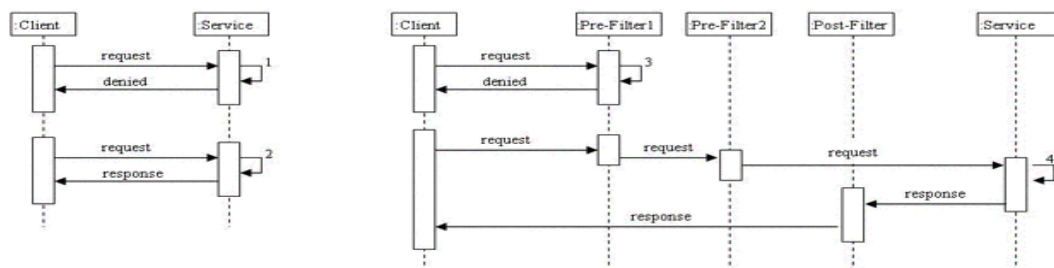 :Client
:Service
request
1
denied
request
2
response
:Client
:Pre-Filter1
:Pre-Filter2
:Post-Filter
:Service
request
3
denied
request
request
request
4
response
response